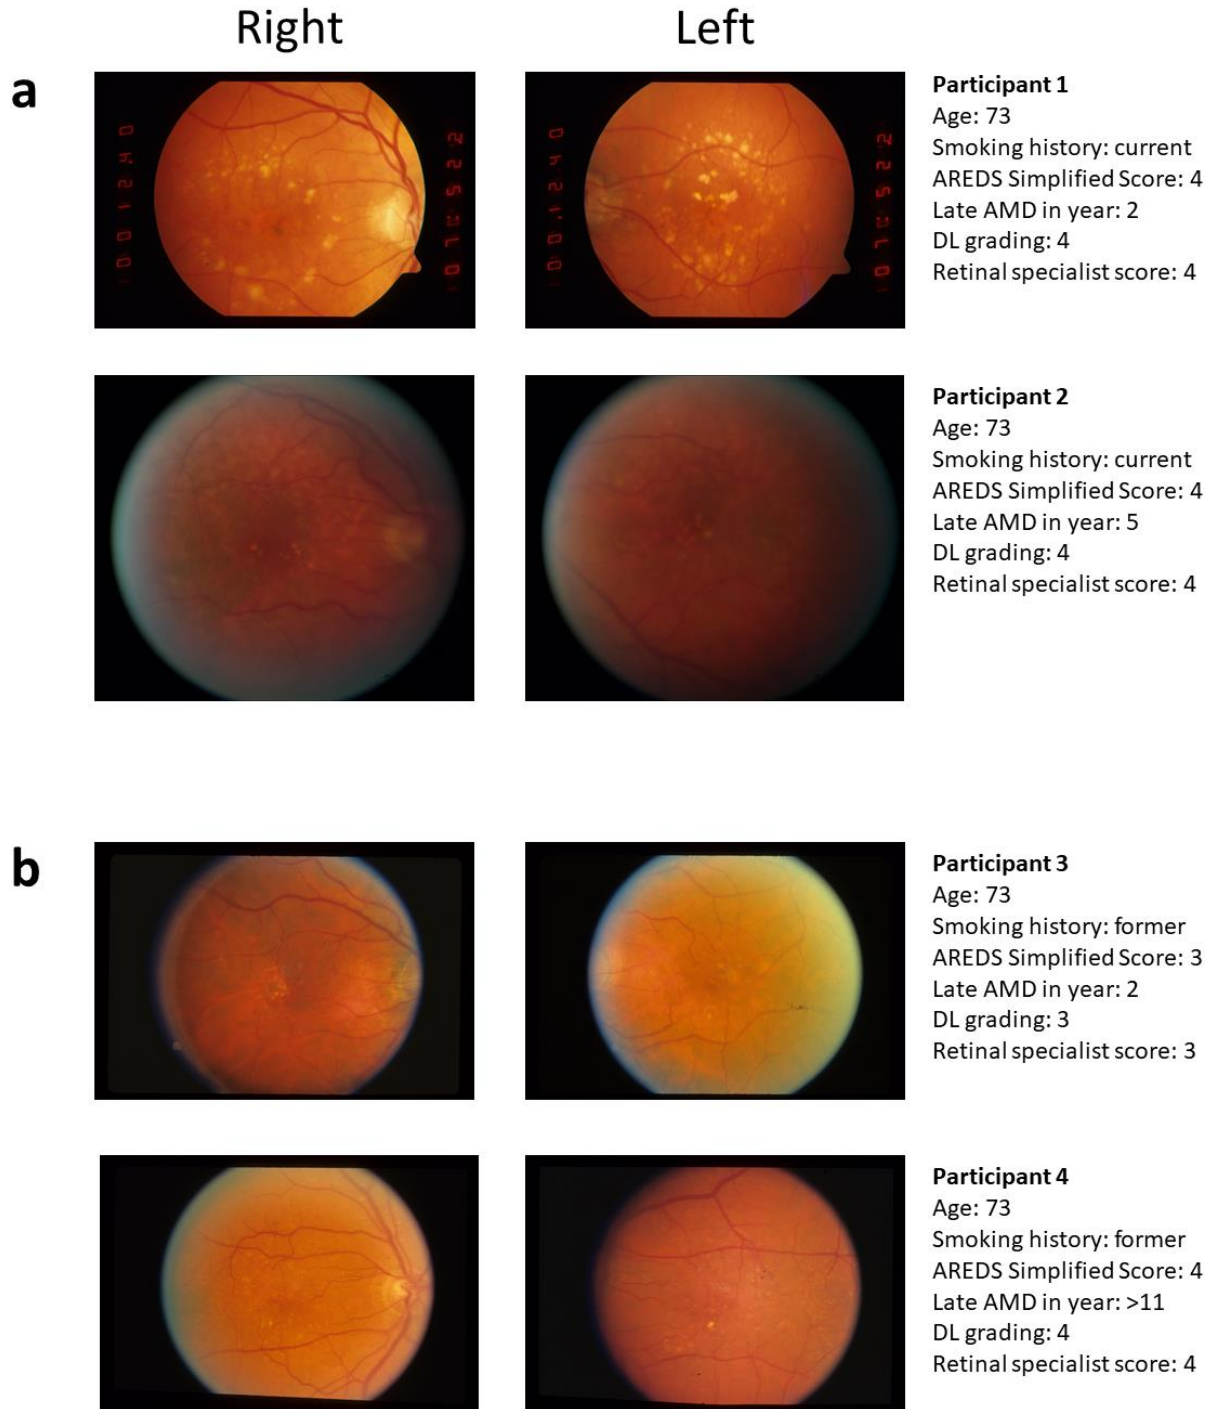 Right
Left
a
Participant 1
Age: 73
Smoking history: current
AREDS Simplified Score: 4
Late AMD in year: 2
DL grading: 4
Retinal specialist score: 4
Participant 2
Age: 73
Smoking history: current
AREDS Simplified Score: 4
Late AMD in year: 5
DL grading: 4
Retinal specialist score: 4
b
Participant 3
Age: 73
Smoking history: former
AREDS Simplified Score: 3
Late AMD in year: 2
DL grading: 3
Retinal specialist score: 3
Participant 4
Age: 73
Smoking history: former
AREDS Simplified Score: 4
Late AMD in year: >11
DL grading: 4
Retinal specialist score: 4